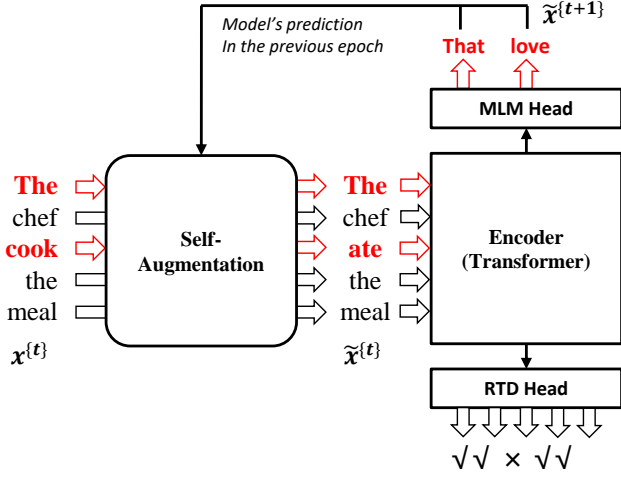 x̃^{t+1}
Model's prediction
In the previous epoch
That love
MLM Head
The
chef
cook
the
meal
x^{t}
Self-
Augmentation
The
chef
ate
the
meal
x̃^{t}
Encoder
(Transformer)
RTD Head
√ √ × √ √